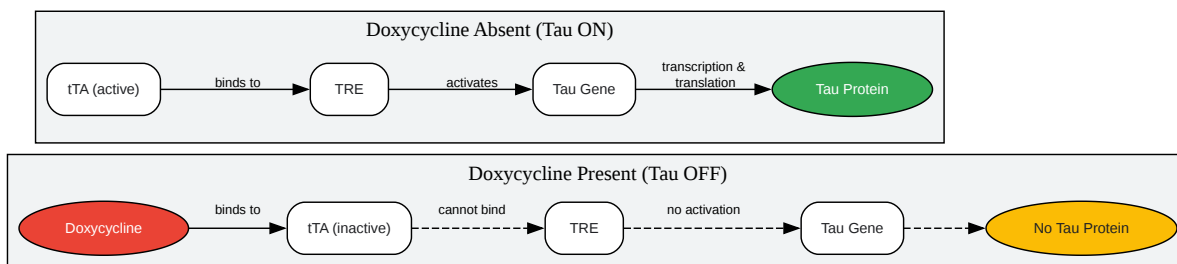 Doxycycline Absent (Tau ON)
tTA (active)
binds to
TRE
activates
Tau Gene
transcription &
translation
Tau Protein
Doxycycline Present (Tau OFF)
Doxycycline
binds to
tTA (inactive)
cannot bind
TRE
no activation
Tau Gene
No Tau Protein